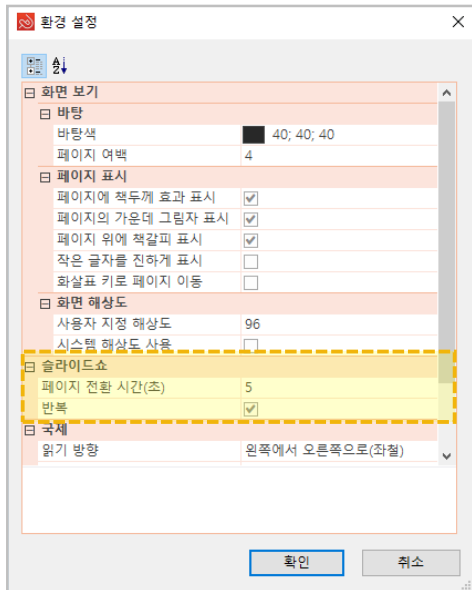 환경 설정
화면 보기
바탕
바탕색 40; 40; 40
페이지 여백 4
페이지 표시
페이지에 책두께 효과 표시
페이지의 가운데 그림자 표시
페이지 위에 책갈피 표시
작은 글자를 진하게 표시
화살표 키로 페이지 이동
화면 해상도
사용자 지정 해상도 96
시스템 해상도 사용
슬라이드쇼
페이지 전환 시간(초) 5
반복
국제
읽기 방향 왼쪽에서 오른쪽으로(좌철)
확인 취소